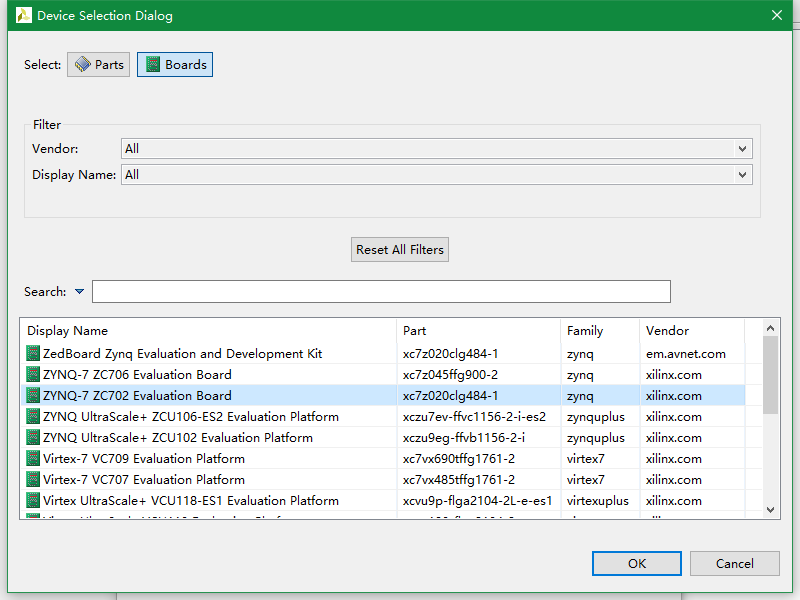 Device Selection Dialog
Select: Parts Boards
Filter
Vendor: All
Display Name: All
Reset All Filters
Search:
Display Name Part Family Vendor
ZedBoard Zynq Evaluation and Development Kit xc7z020clg484-1 zynq em.avnet.com
ZYNQ-7 ZC706 Evaluation Board xc7z045ffg900-2 zynq xilinx.com
ZYNQ-7 ZC702 Evaluation Board xc7z020clg484-1 zynq xilinx.com
ZYNQ UltraScale+ ZCU106-ES2 Evaluation Platform xczu7ev-ffvc1156-2-i-es2 zynquplus xilinx.com
ZYNQ UltraScale+ ZCU102 Evaluation Platform xczu9eg-ffvb1156-2-i zynquplus xilinx.com
Virtex-7 VC709 Evaluation Platform xc7vx690tffg1761-2 virtex7 xilinx.com
Virtex-7 VC707 Evaluation Platform xc7vx485tffg1761-2 virtex7 xilinx.com
Virtex UltraScale+ VCU118-ES1 Evaluation Platform xcvu9p-flga2104-2L-e-es1 virtexuplus xilinx.com
OK Cancel